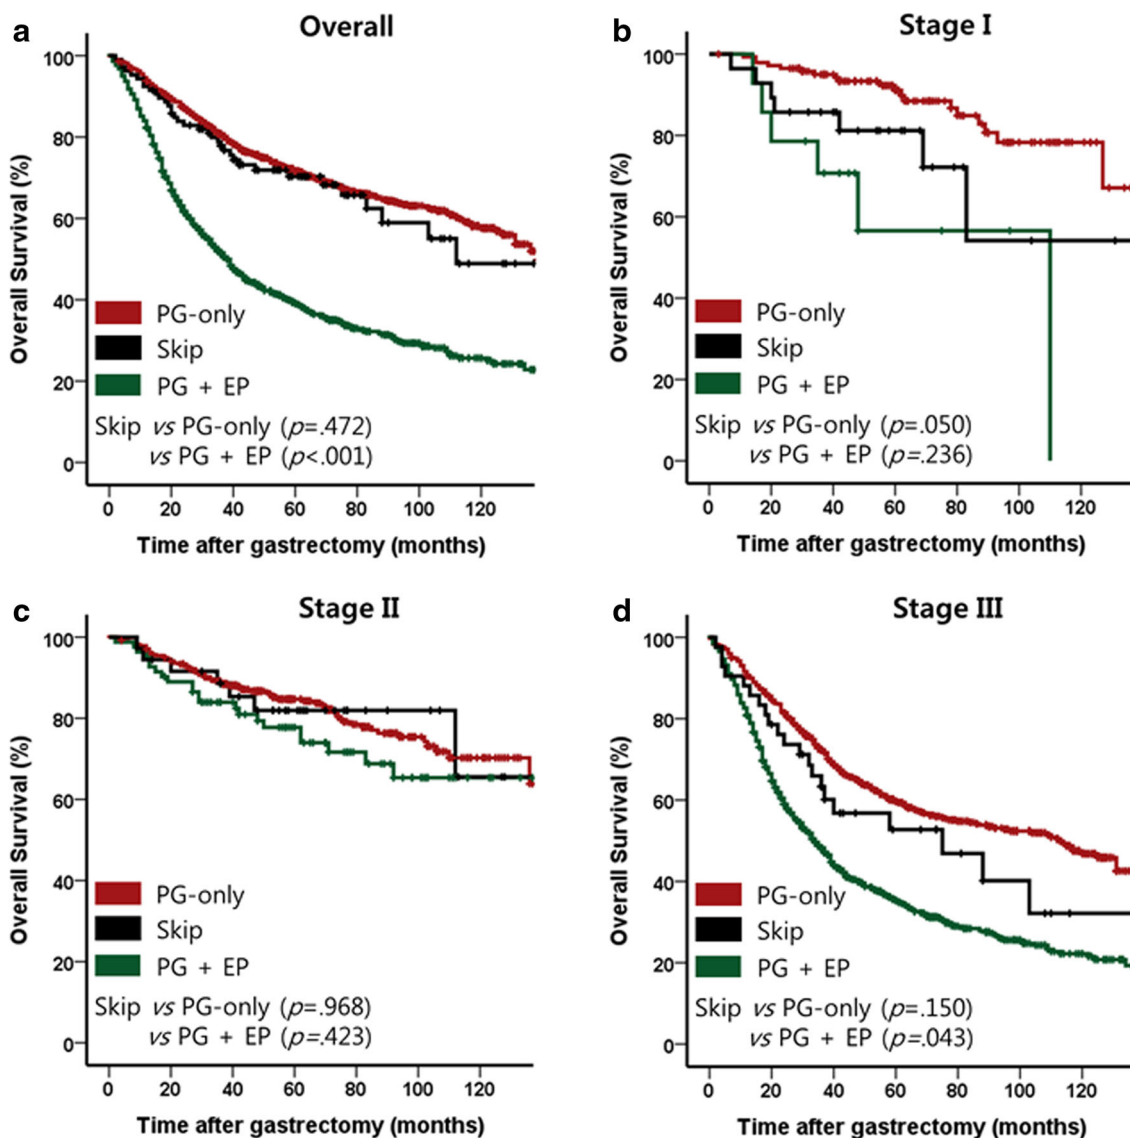 a
Overall
Overall Survival (%)
100
80
60
40
20
0
PG-only
Skip
PG + EP
Skip vs PG-only (p=.472)
vs PG + EP (p<.001)
0 20 40 60 80 100 120
Time after gastrectomy (months)
b
Stage I
Overall Survival (%)
100
80
60
40
20
0
PG-only
Skip
PG + EP
Skip vs PG-only (p=.050)
vs PG + EP (p=.236)
0 20 40 60 80 100 120
Time after gastrectomy (months)
c
Stage II
Overall Survival (%)
100
80
60
40
20
0
PG-only
Skip
PG + EP
Skip vs PG-only (p=.968)
vs PG + EP (p=.423)
0 20 40 60 80 100 120
Time after gastrectomy (months)
d
Stage III
Overall Survival (%)
100
80
60
40
20
0
PG-only
Skip
PG + EP
Skip vs PG-only (p=.150)
vs PG + EP (p=.043)
0 20 40 60 80 100 120
Time after gastrectomy (months)